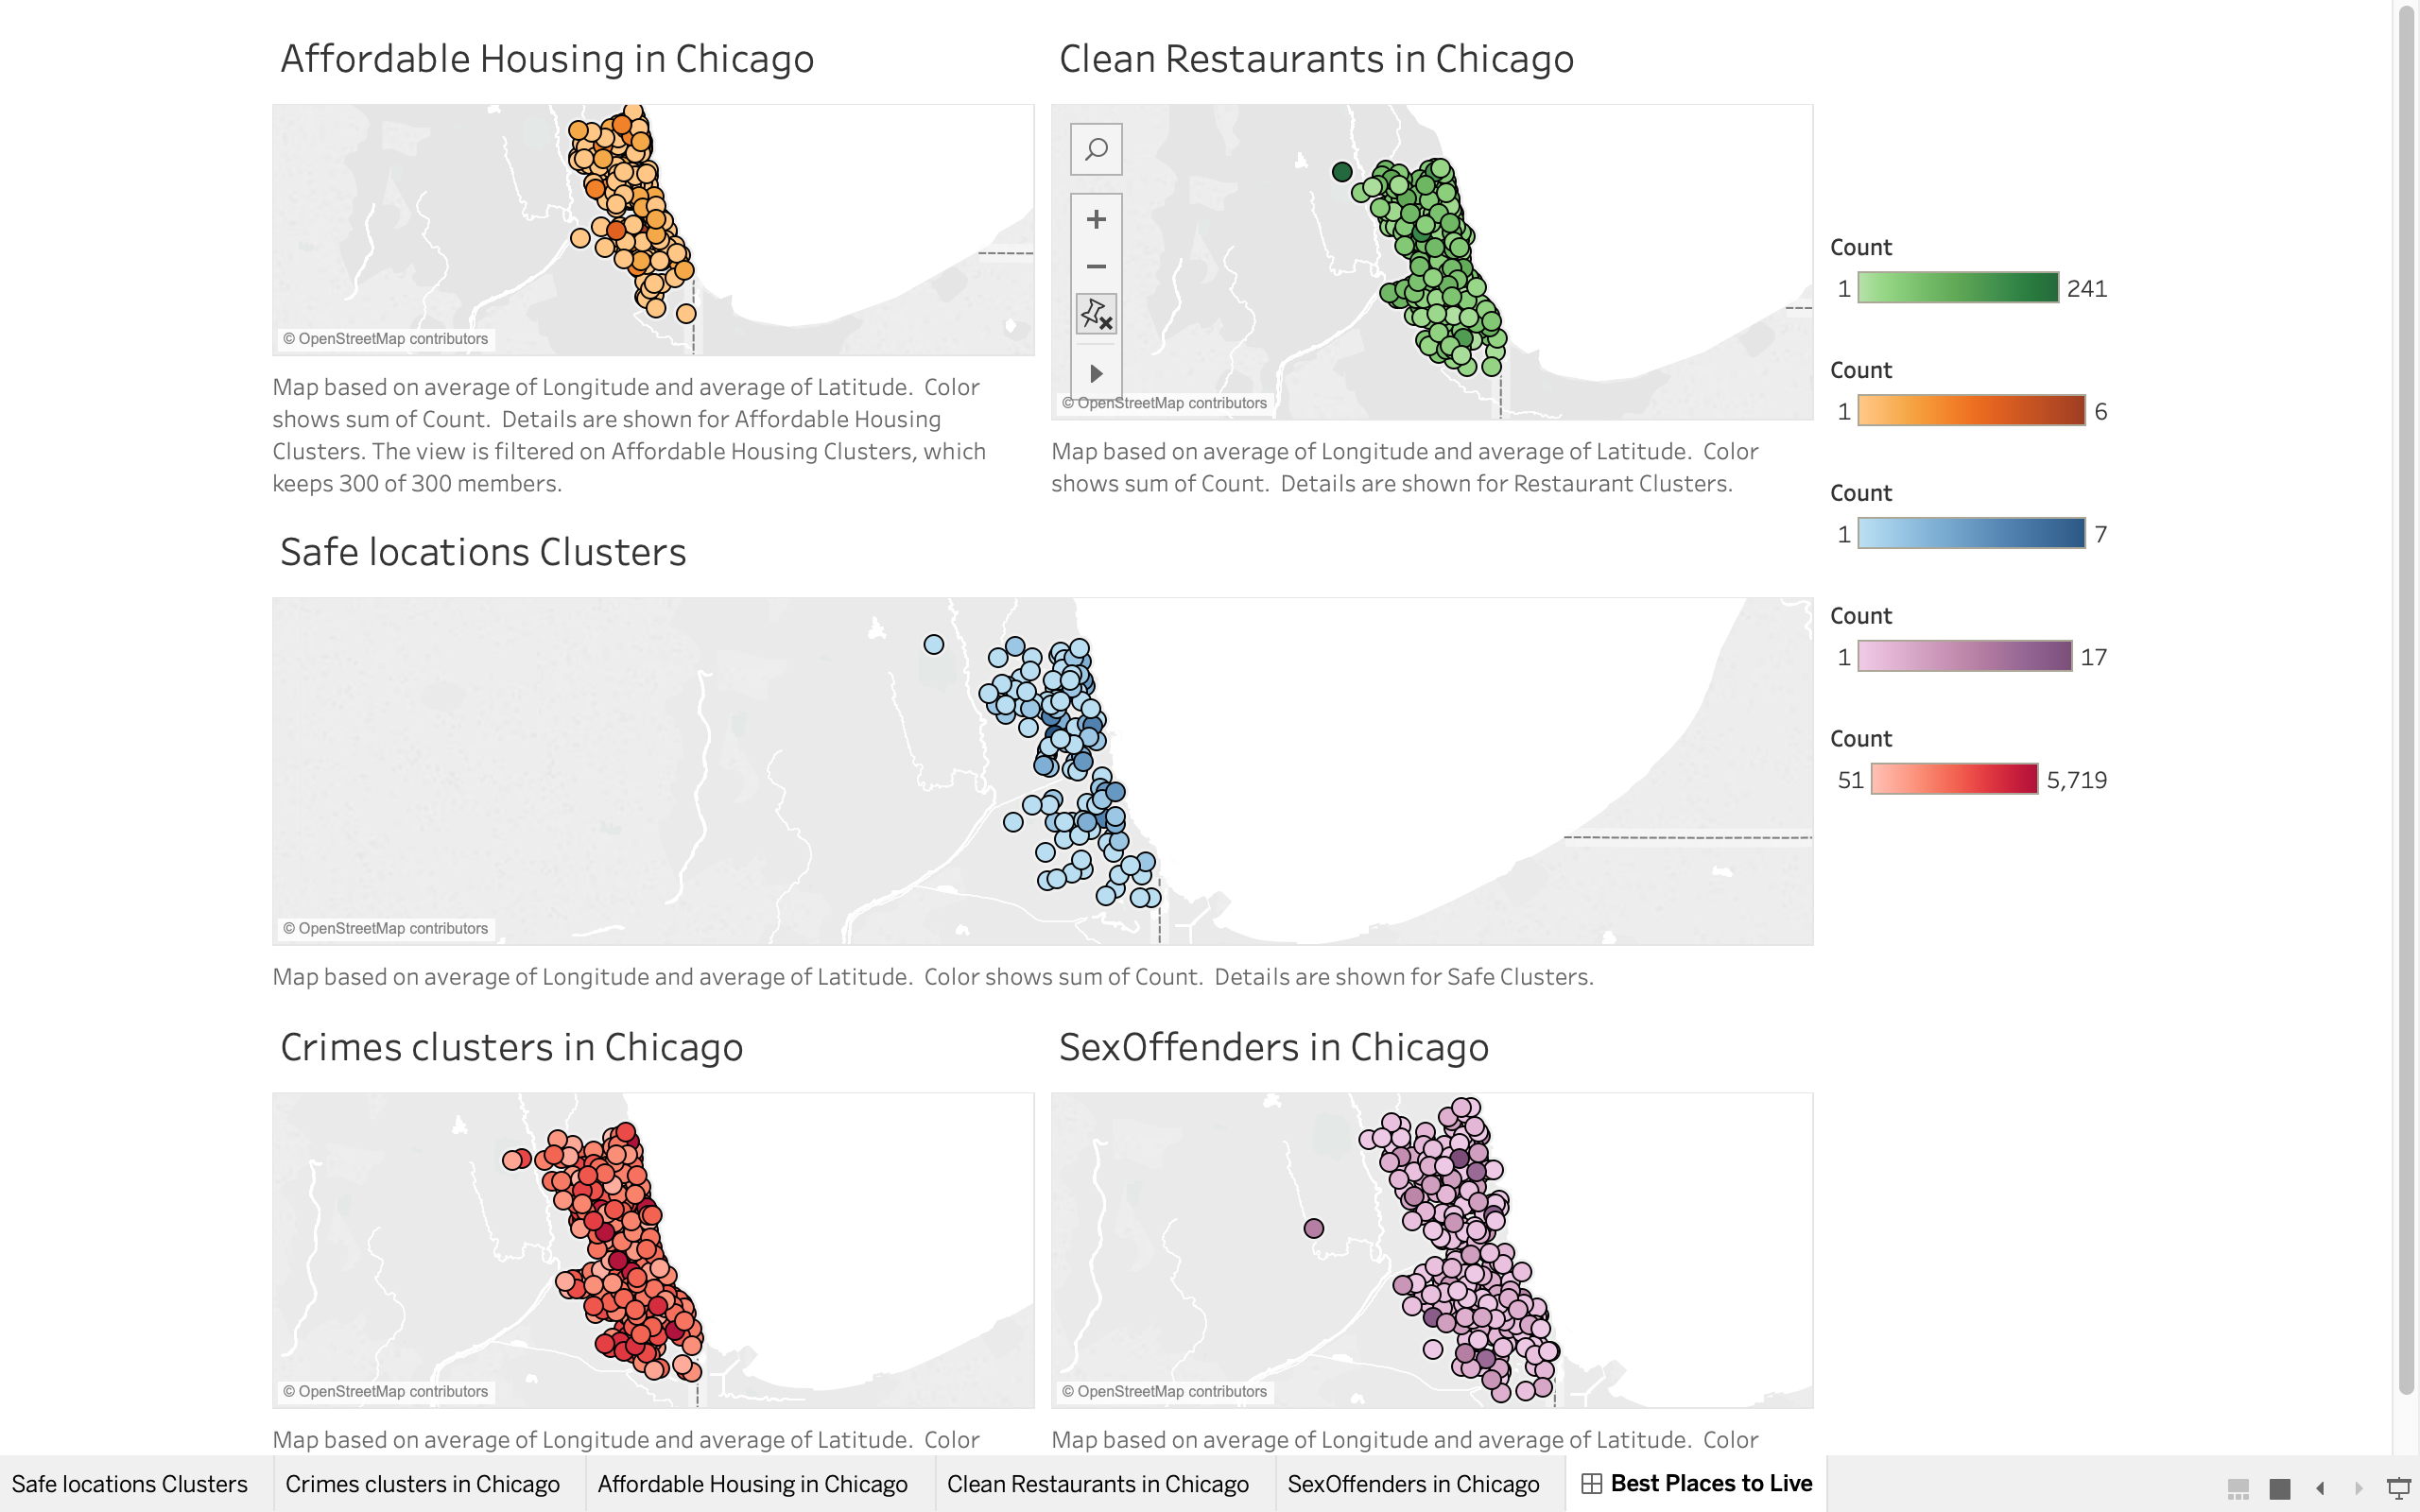 Affordable Housing in Chicago
© OpenStreetMap contributors
Map based on average of Longitude and average of Latitude.  Color
shows sum of Count.  Details are shown for Affordable Housing
Clusters. The view is filtered on Affordable Housing Clusters, which
keeps 300 of 300 members.
Clean Restaurants in Chicago
© OpenStreetMap contributors
Map based on average of Longitude and average of Latitude.  Color
shows sum of Count.  Details are shown for Restaurant Clusters.
Count
1 241
Count
1 6
Count
1 7
Count
1 17
Count
51 5,719
Safe locations Clusters
© OpenStreetMap contributors
Map based on average of Longitude and average of Latitude.  Color shows sum of Count.  Details are shown for Safe Clusters.
Crimes clusters in Chicago
© OpenStreetMap contributors
Map based on average of Longitude and average of Latitude.  Color
SexOffenders in Chicago
© OpenStreetMap contributors
Map based on average of Longitude and average of Latitude.  Color
Safe locations Clusters Crimes clusters in Chicago Affordable Housing in Chicago Clean Restaurants in Chicago SexOffenders in Chicago Best Places to Live